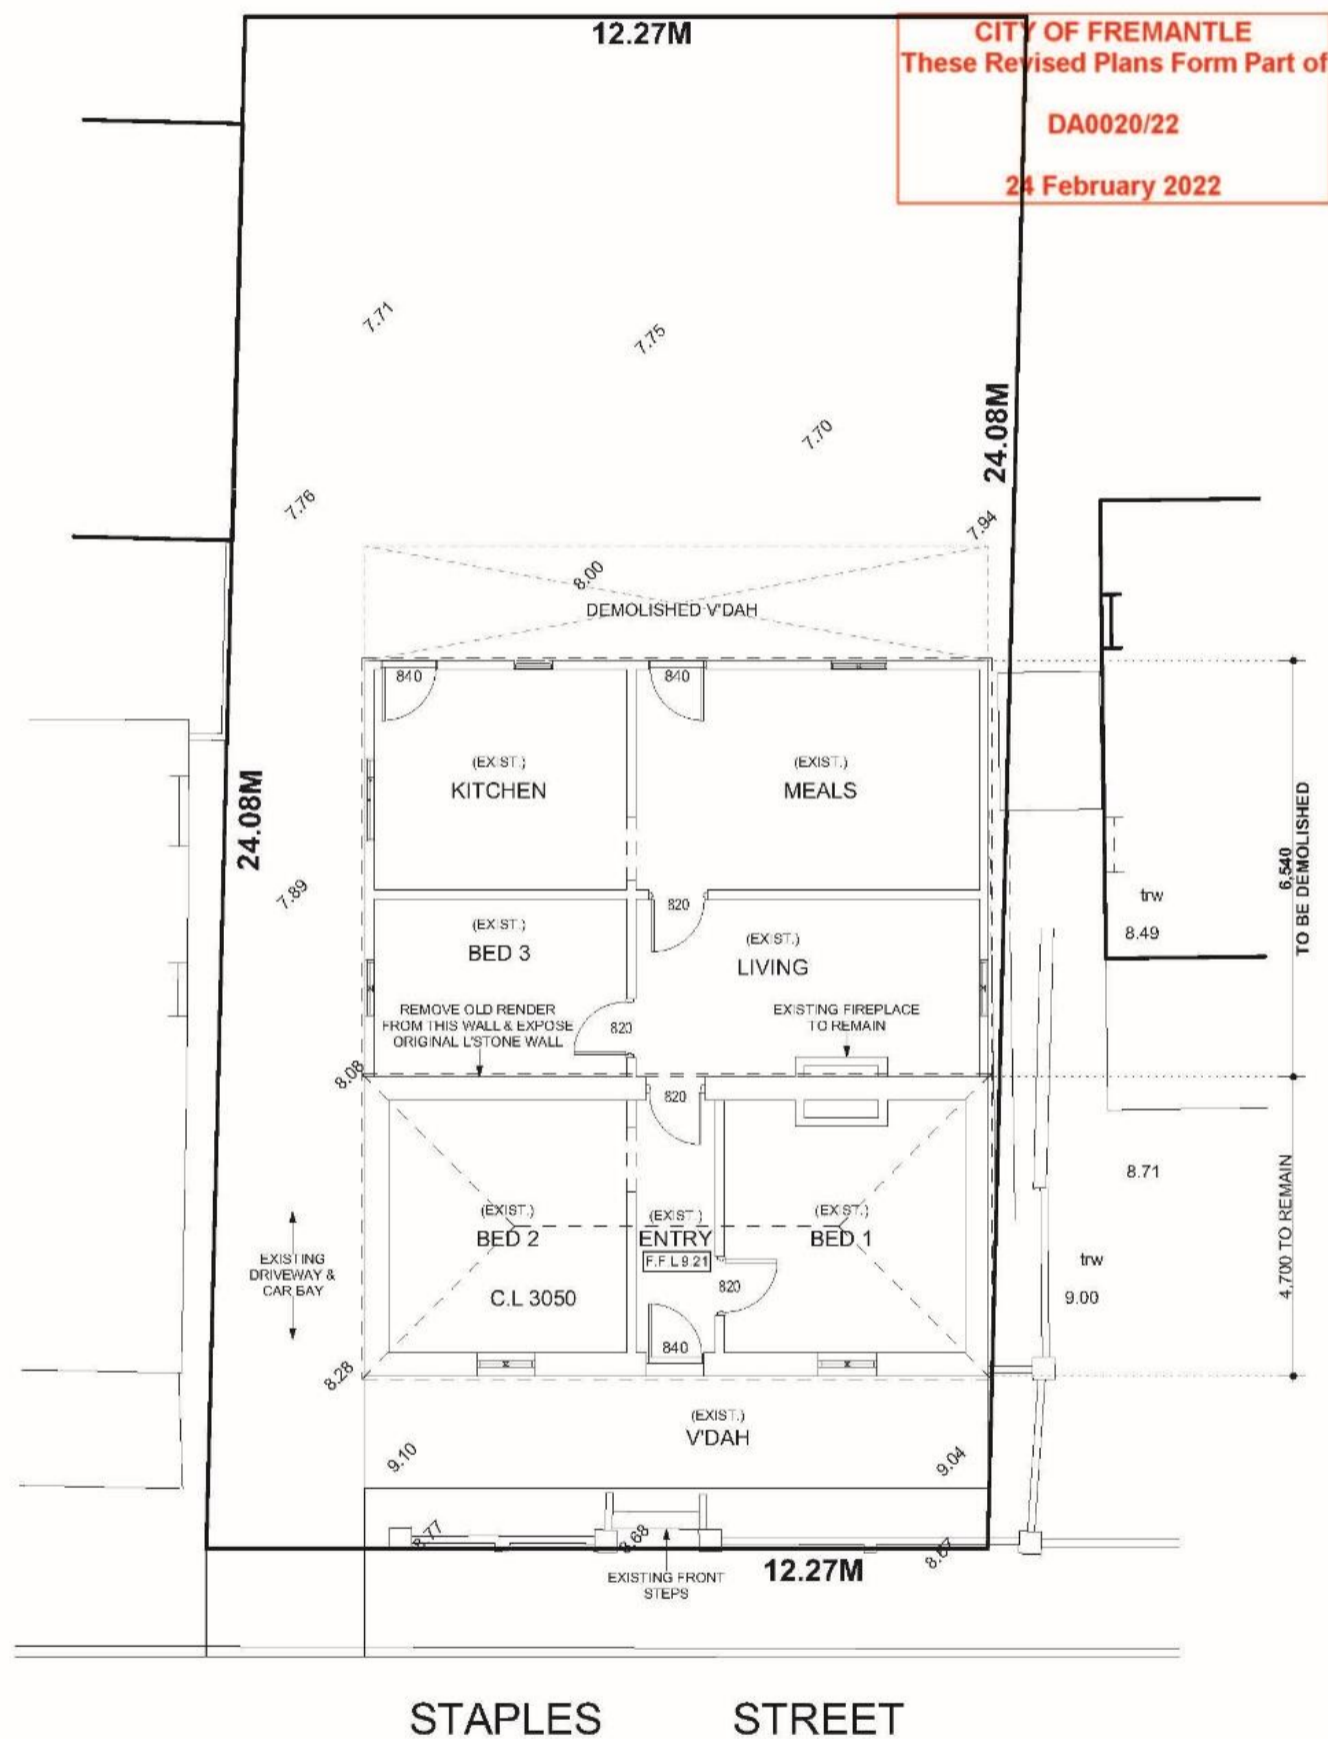 12.27M
CITY OF FREMANTLE
These Revised Plans Form Part of
DA0020/22
24 February 2022
7.71
7.75
7.70
24.08M
7.76
7.94
8.00
DEMOLISHED V'DAH
840
840
(EXIST.)
KITCHEN
(EXIST.)
MEALS
24.08M
6,540
TO BE DEMOLISHED
7.89
820
trw
8.49
(EXIST.)
BED 3
(EXIST.)
LIVING
REMOVE OLD RENDER
FROM THIS WALL & EXPOSE
ORIGINAL L'STONE WALL
820
EXISTING FIREPLACE
TO REMAIN
8.08
820
8.71
4,700 TO REMAIN
(EXIST.)
BED 2
C.L 3050
(EXIST.)
ENTRY
F.F.L 9.21
(EXIST.)
BED 1
EXISTING
DRIVEWAY &
CAR BAY
820
trw
9.00
840
8.28
(EXIST.)
V'DAH
9.10
9.04
8.77
8.68
8.67
EXISTING FRONT
STEPS
12.27M
STAPLES STREET